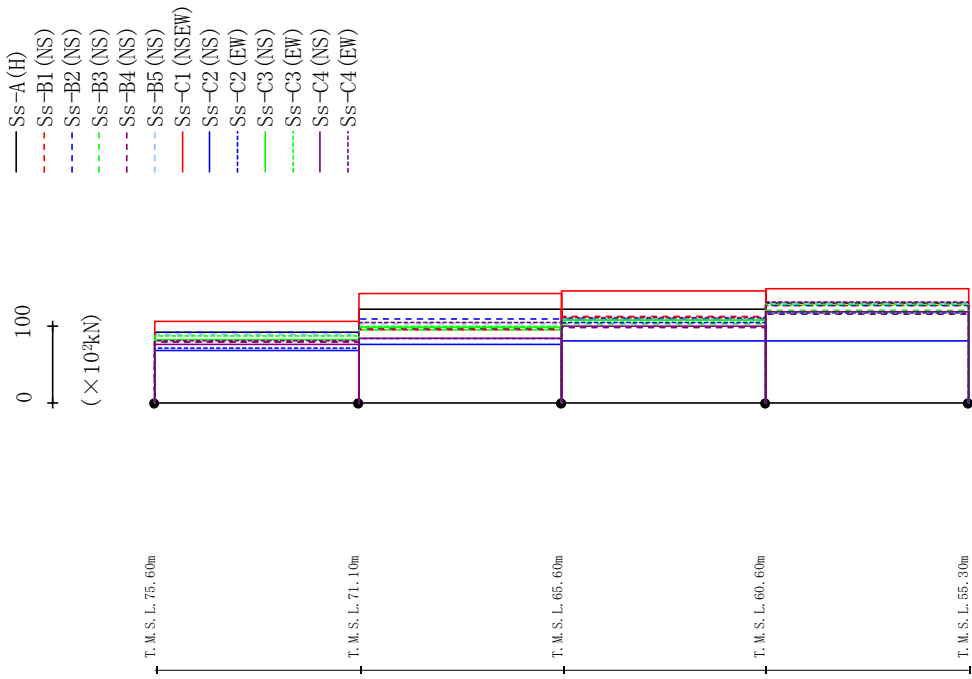 Ss-A(H)
Ss-B1(NS)
Ss-B2(NS)
Ss-B3(NS)
Ss-B4(NS)
Ss-B5(NS)
Ss-C1(NSEW)
Ss-C2(NS)
Ss-C2(EW)
Ss-C3(NS)
Ss-C3(EW)
Ss-C4(NS)
Ss-C4(EW)
0 100
(×10²kN)
T.M.S.L.75.60m
T.M.S.L.71.10m
T.M.S.L.65.60m
T.M.S.L.60.60m
T.M.S.L.55.30m